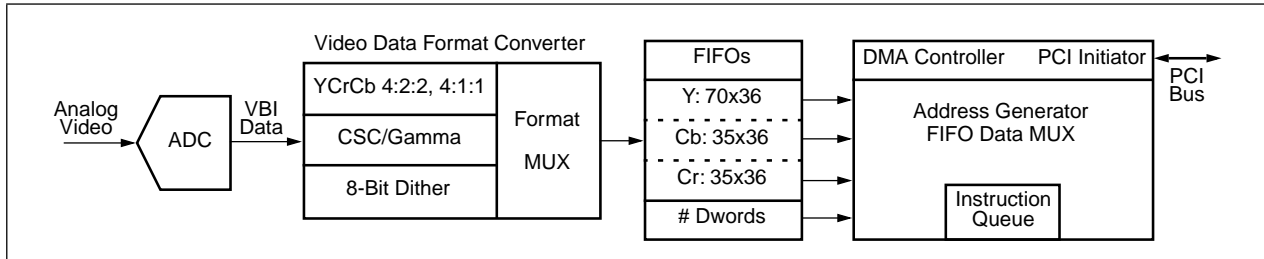 Analog
Video
ADC
VBI
Data
Video Data Format Converter
YCrCb 4:2:2, 4:1:1
CSC/Gamma
8-Bit Dither
Format
MUX
FIFOs
Y: 70x36
Cb: 35x36
Cr: 35x36
# Dwords
DMA Controller PCI Initiator
Address Generator
FIFO Data MUX
Instruction
Queue
PCI
Bus